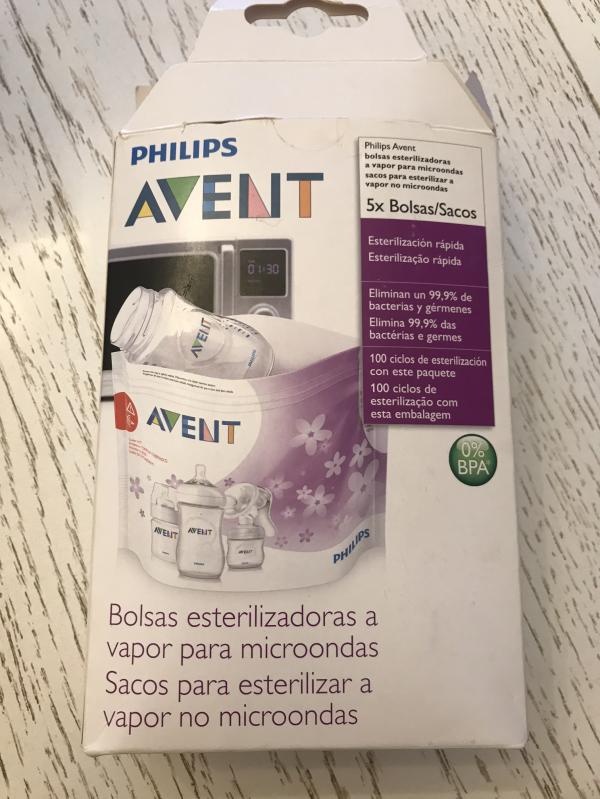 PHILIPS
AVENT
Philips Avent
bolsas esterilizadoras
a vapor para microondas
sacos para esterilizar a
vapor no microondas
5x Bolsas/Sacos
Esterilización rápida
Esterilização rápida
Eliminan un 99,9% de
bacterias y gérmenes
Elimina 99,9% das
bactérias e germes
100 ciclos de esterilización
con este paquete
100 ciclos de
esterilização com
esta embalagem
0%
BPA
01:30
AVENT
PHILIPS
AVENT
AVENT
AVENT
PHILIPS
Bolsas esterilizadoras a
vapor para microondas
Sacos para esterilizar a
vapor no microondas